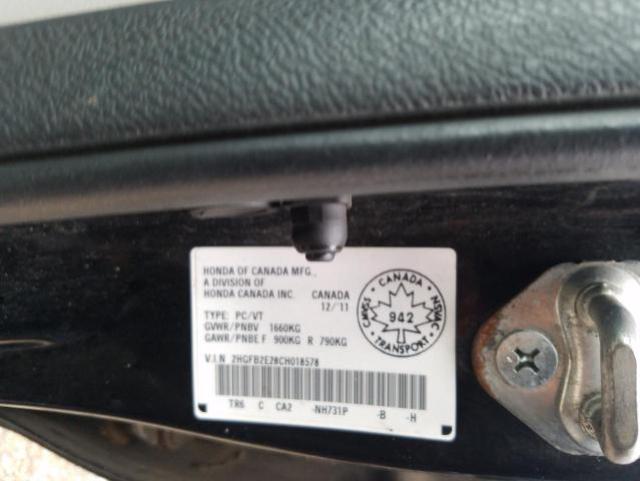 HONDA OF CANADA MFG.,
A DIVISION OF
HONDA CANADA INC. CANADA
12/'11
TYPE: PC/VT
GVWR/PNBV 1660KG
GAWR/PNBE F 900KG R 790KG
V.I.N 2HGFB2E28CH018578
TR6 C CA2 -NH731P -B -H
CANADA
CMVSS 942 NSVAC
TRANSPORT